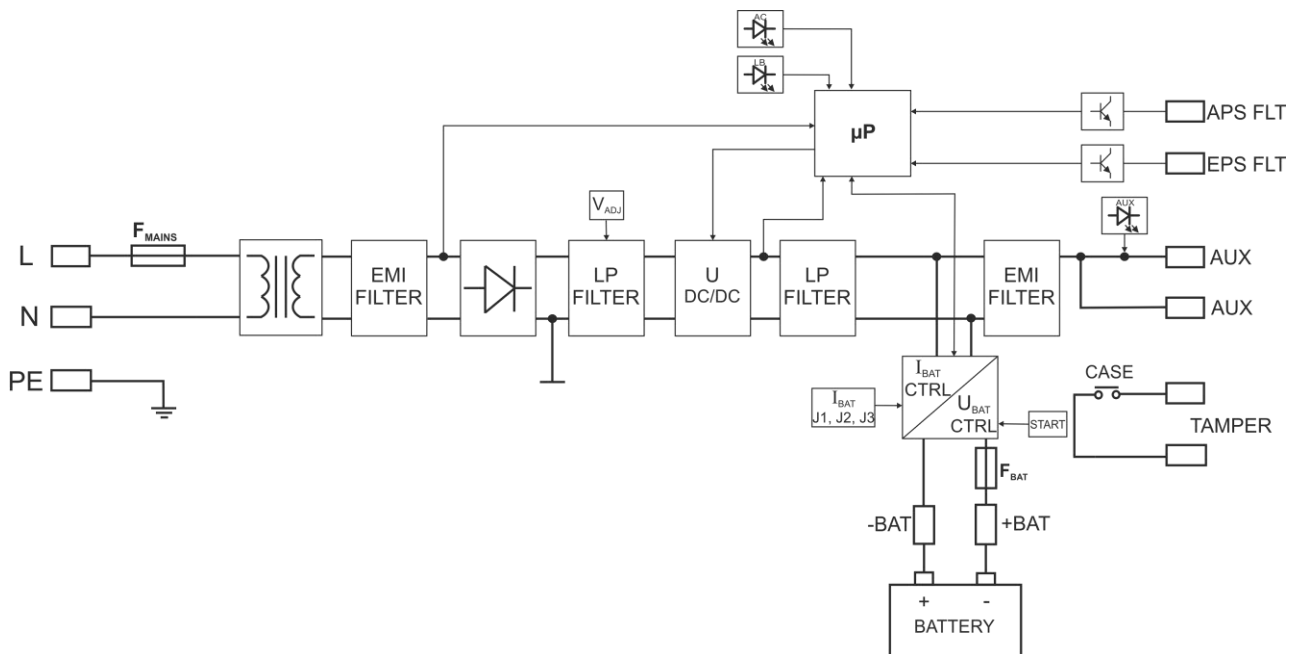 AC
LB
µP
APS FLT
EPS FLT
AUX
V ADJ
F MAINS
L
EMI
FILTER
LP
FILTER
U
DC/DC
LP
FILTER
EMI
FILTER
AUX
N
AUX
PE
I BAT
CTRL
U BAT
CTRL
I BAT
J1, J2, J3
START
CASE
TAMPER
F BAT
-BAT
+BAT
+
-
BATTERY